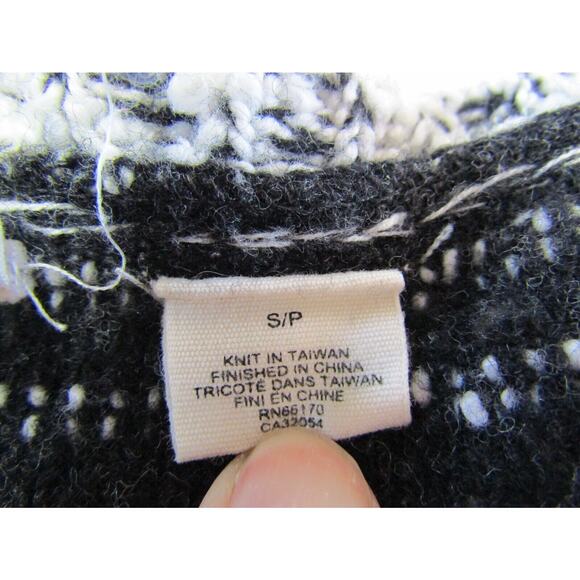 S/P
KNIT IN TAIWAN
FINISHED IN CHINA
TRICOTÉ DANS TAIWAN
FINI EN CHINE
RN66170
CA32054